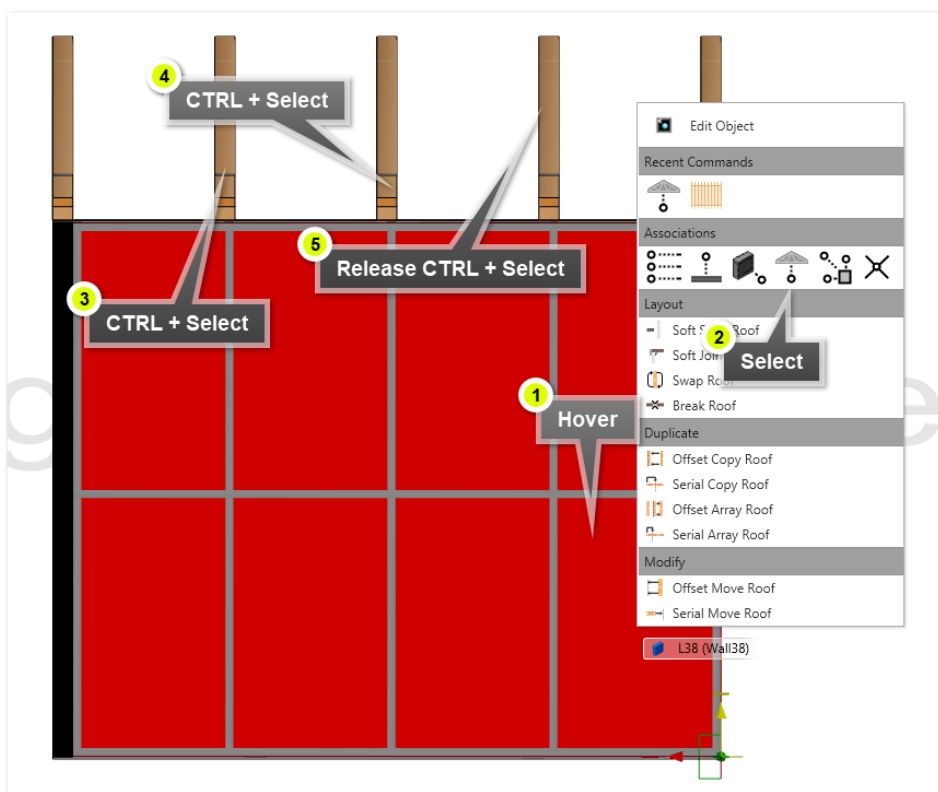 4
CTRL + Select
Edit Object
Recent Commands
Associations
5
Release CTRL + Select
3
CTRL + Select
Layout
Soft Roof
2
Select
Soft Join
Swap Roof
Break Roof
1
Hover
Duplicate
Offset Copy Roof
Serial Copy Roof
Offset Array Roof
Serial Array Roof
Modify
Offset Move Roof
Serial Move Roof
L38 (Wall38)
g
e